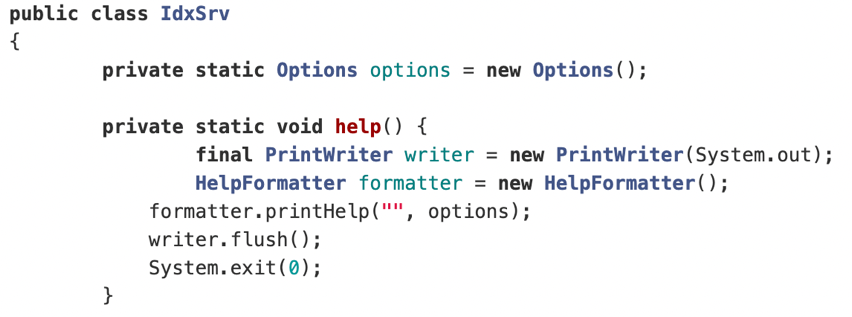 public class IdxSrv
{
private static Options options = new Options();
private static void help() {
final PrintWriter writer = new PrintWriter(System.out);
HelpFormatter formatter = new HelpFormatter();
formatter.printHelp("", options);
writer.flush();
System.exit(0);
}